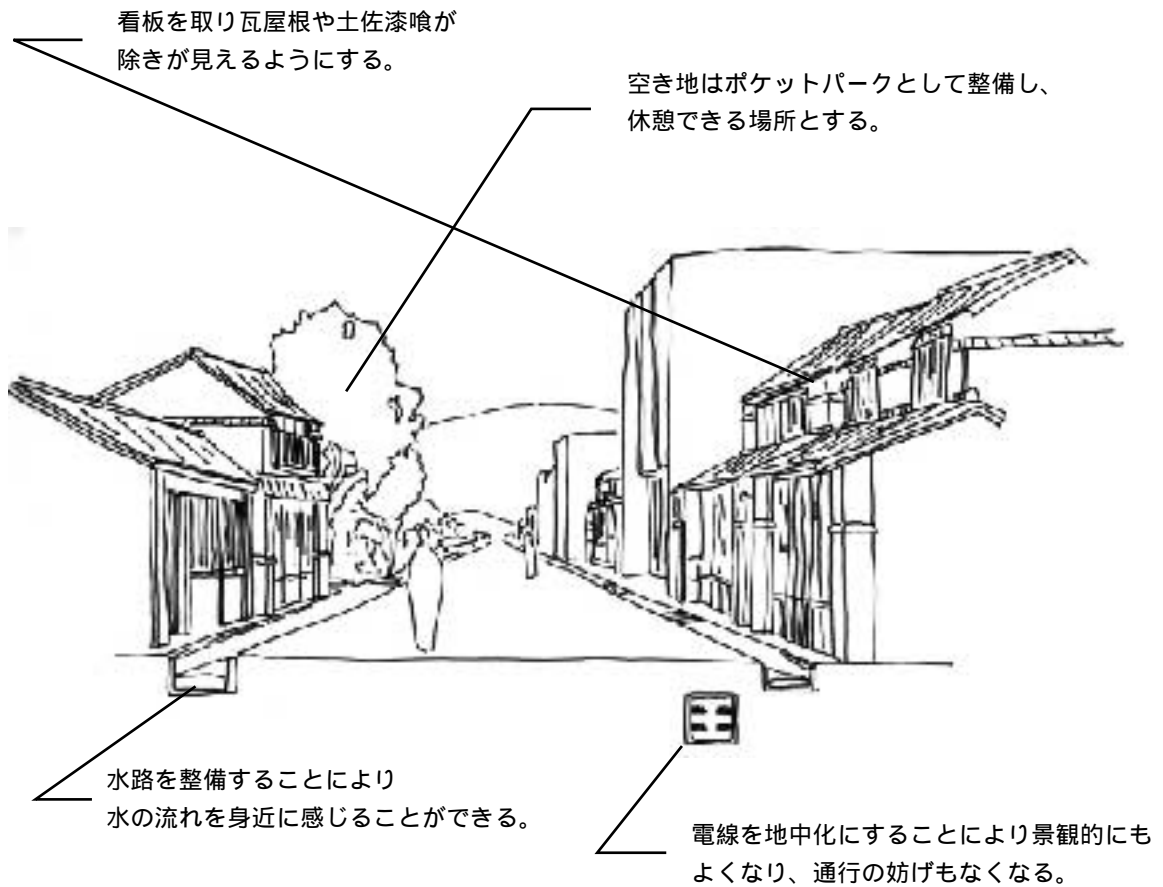 看板を取り瓦屋根や土佐漆喰が
除きが見えるようにする。
空き地はポケットパークとして整備し、
休憩できる場所とする。
水路を整備することにより
水の流れを身近に感じることができる。
電線を地中化にすることにより景観的にも
よくなり、通行の妨げもなくなる。